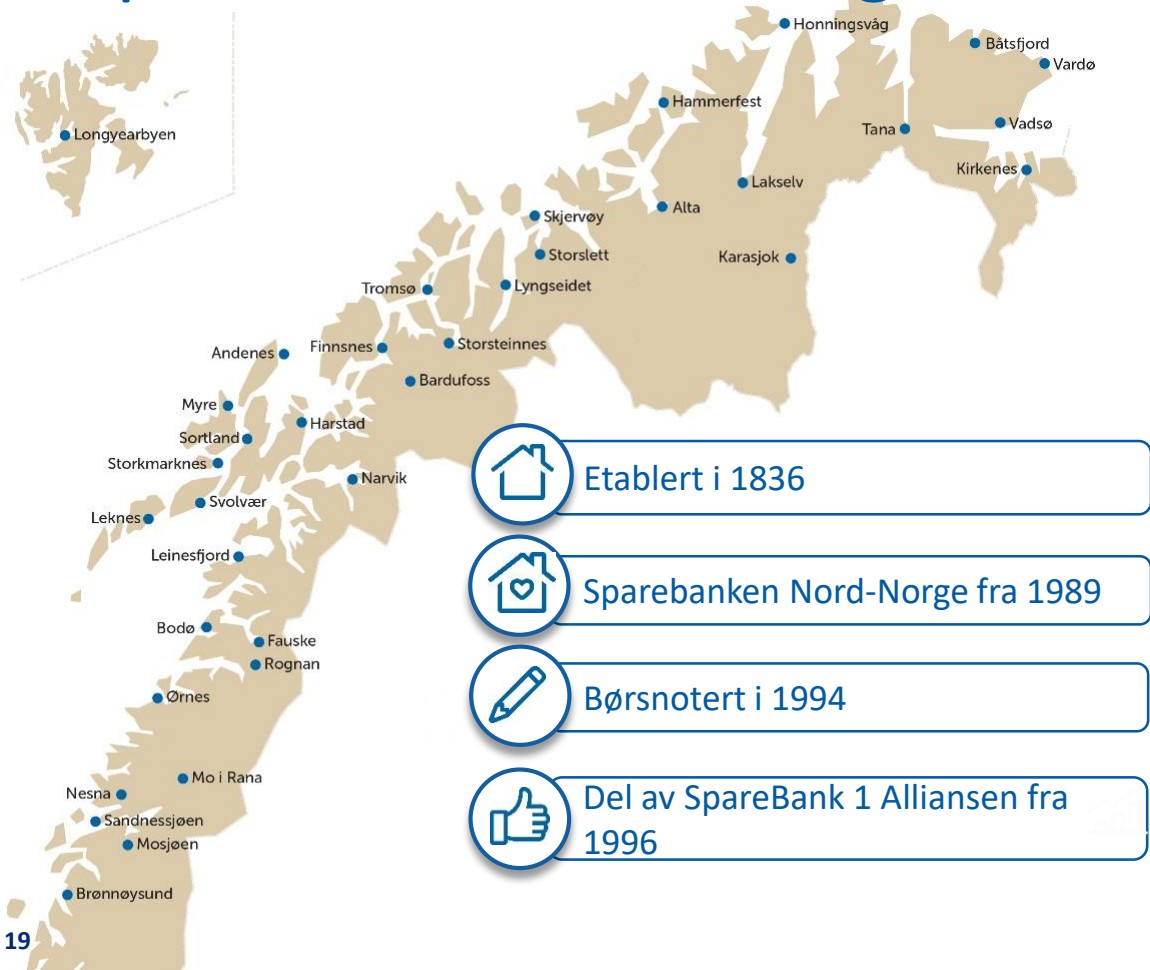 Honningsvåg
Båtsfjord
Vardø
Hammerfest
Longyearbyen
Tana
Vadsø
Kirkenes
Lakselv
Alta
Skjervøy
Storslett
Karasjok
Tromsø
Lyngseidet
Andenes
Finnsnes
Storsteinnes
Bardufoss
Myre
Harstad
Sortland
Storkmarknes
Narvik
Svolvær
Leknes
Leinesfjord
Bodø
Fauske
Rognan
Ørnes
Mo i Rana
Nesna
Sandnessjøen
Mosjøen
Brønnøysund
Etablert i 1836
Sparebanken Nord-Norge fra 1989
Børsnotert i 1994
Del av SpareBank 1 Alliansen fra
1996
19